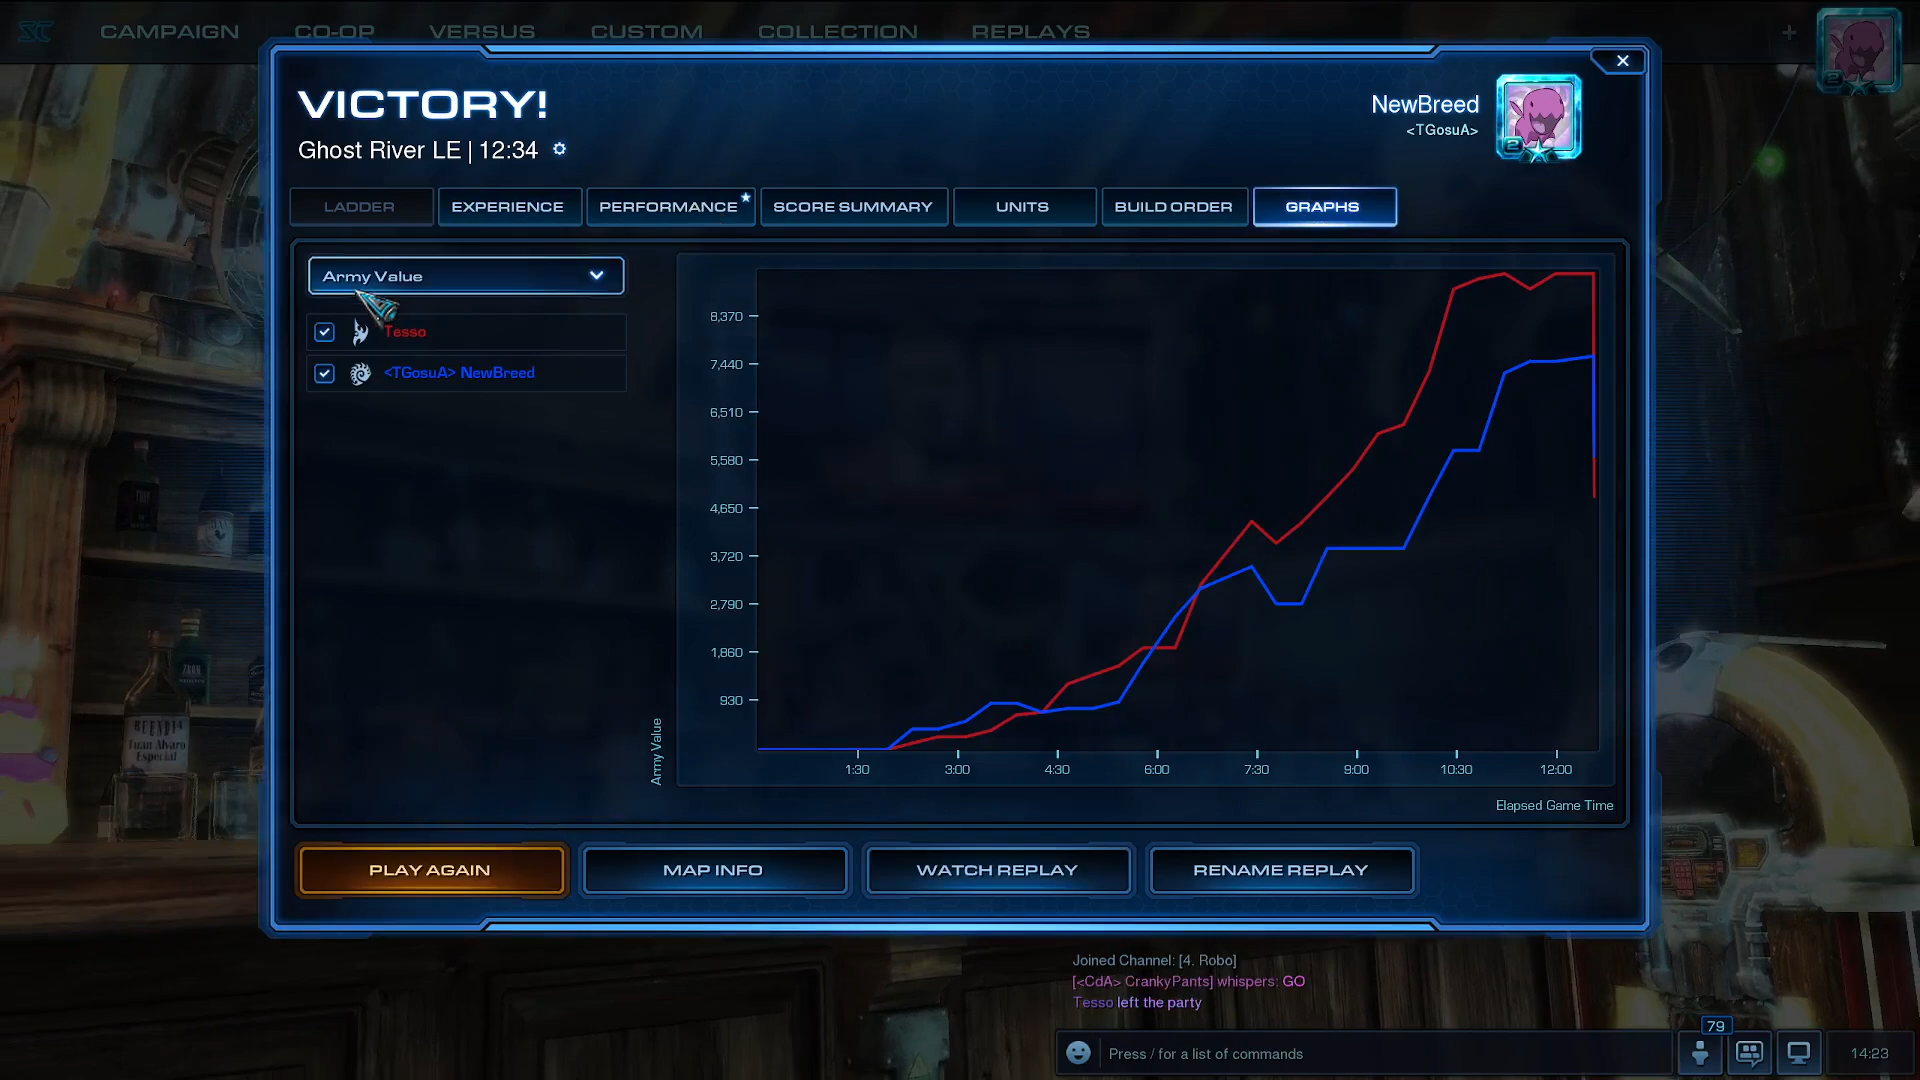 CAMPAIGN CO-OP VERSUS CUSTOM COLLECTION REPLAYS
VICTORY!
Ghost River LE | 12:34
NewBreed
<TGosuA>
2
2
LADDER EXPERIENCE PERFORMANCE SCORE SUMMARY UNITS BUILD ORDER GRAPHS
Army Value
Tesso
<TGosuA> NewBreed
8,370
7,440
6,510
5,580
4,650
3,720
2,790
1,860
930
Army Value
1:30 3:00 4:30 6:00 7:30 9:00 10:30 12:00
Elapsed Game Time
PLAY AGAIN MAP INFO WATCH REPLAY RENAME REPLAY
Joined Channel: [4. Robo]
[<CdA> CrankyPants] whispers: GO
Tesso left the party
79
Press / for a list of commands
14:23
Juan Alvaro
Especial